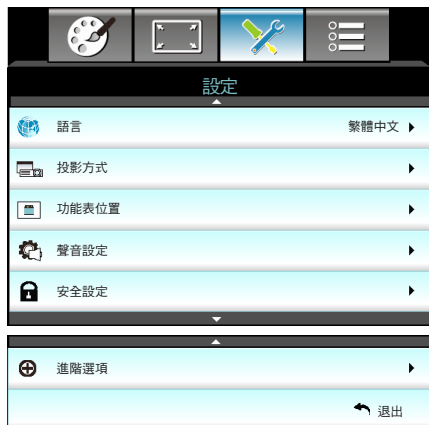 設定
語言 繁體中文
投影方式
功能表位置
聲音設定
安全設定
進階選項
退出